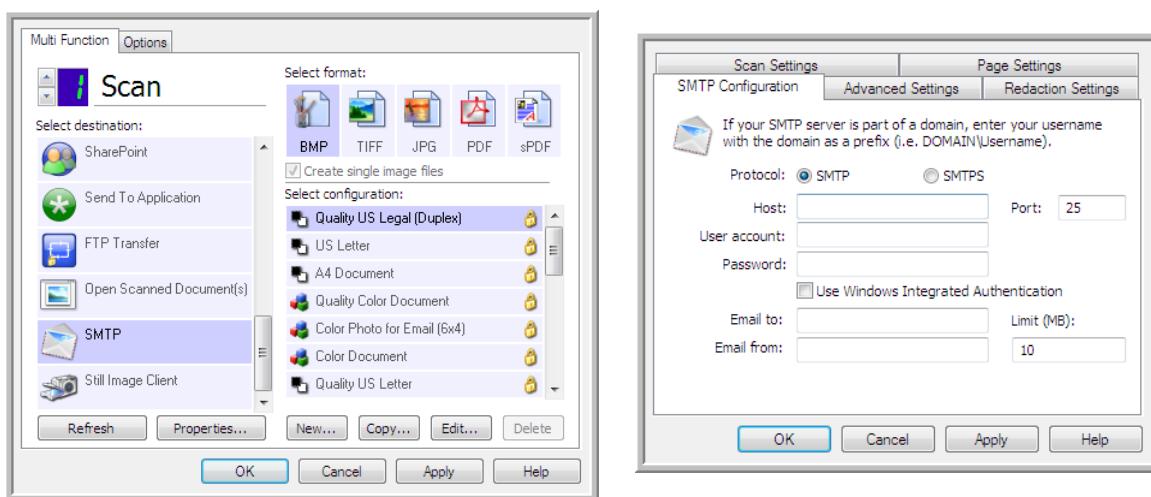 Multi Function
Options
1
Scan
Select destination:
SharePoint
Send To Application
FTP Transfer
Open Scanned Document(s)
SMTP
Still Image Client
Refresh
Properties...
Select format:
BMP
TIFF
JPG
PDF
sPDF
Create single image files
Select configuration:
Quality US Legal (Duplex)
US Letter
A4 Document
Quality Color Document
Color Photo for Email (6x4)
Color Document
Quality US Letter
New...
Copy...
Edit...
Delete
OK
Cancel
Apply
Help
Scan Settings
Page Settings
SMTP Configuration
Advanced Settings
Redaction Settings
If your SMTP server is part of a domain, enter your username
with the domain as a prefix (i.e. DOMAIN\Username).
Protocol:
SMTP
SMTPS
Host:
Port:
25
User account:
Password:
Use Windows Integrated Authentication
Email to:
Limit (MB):
Email from:
10
OK
Cancel
Apply
Help